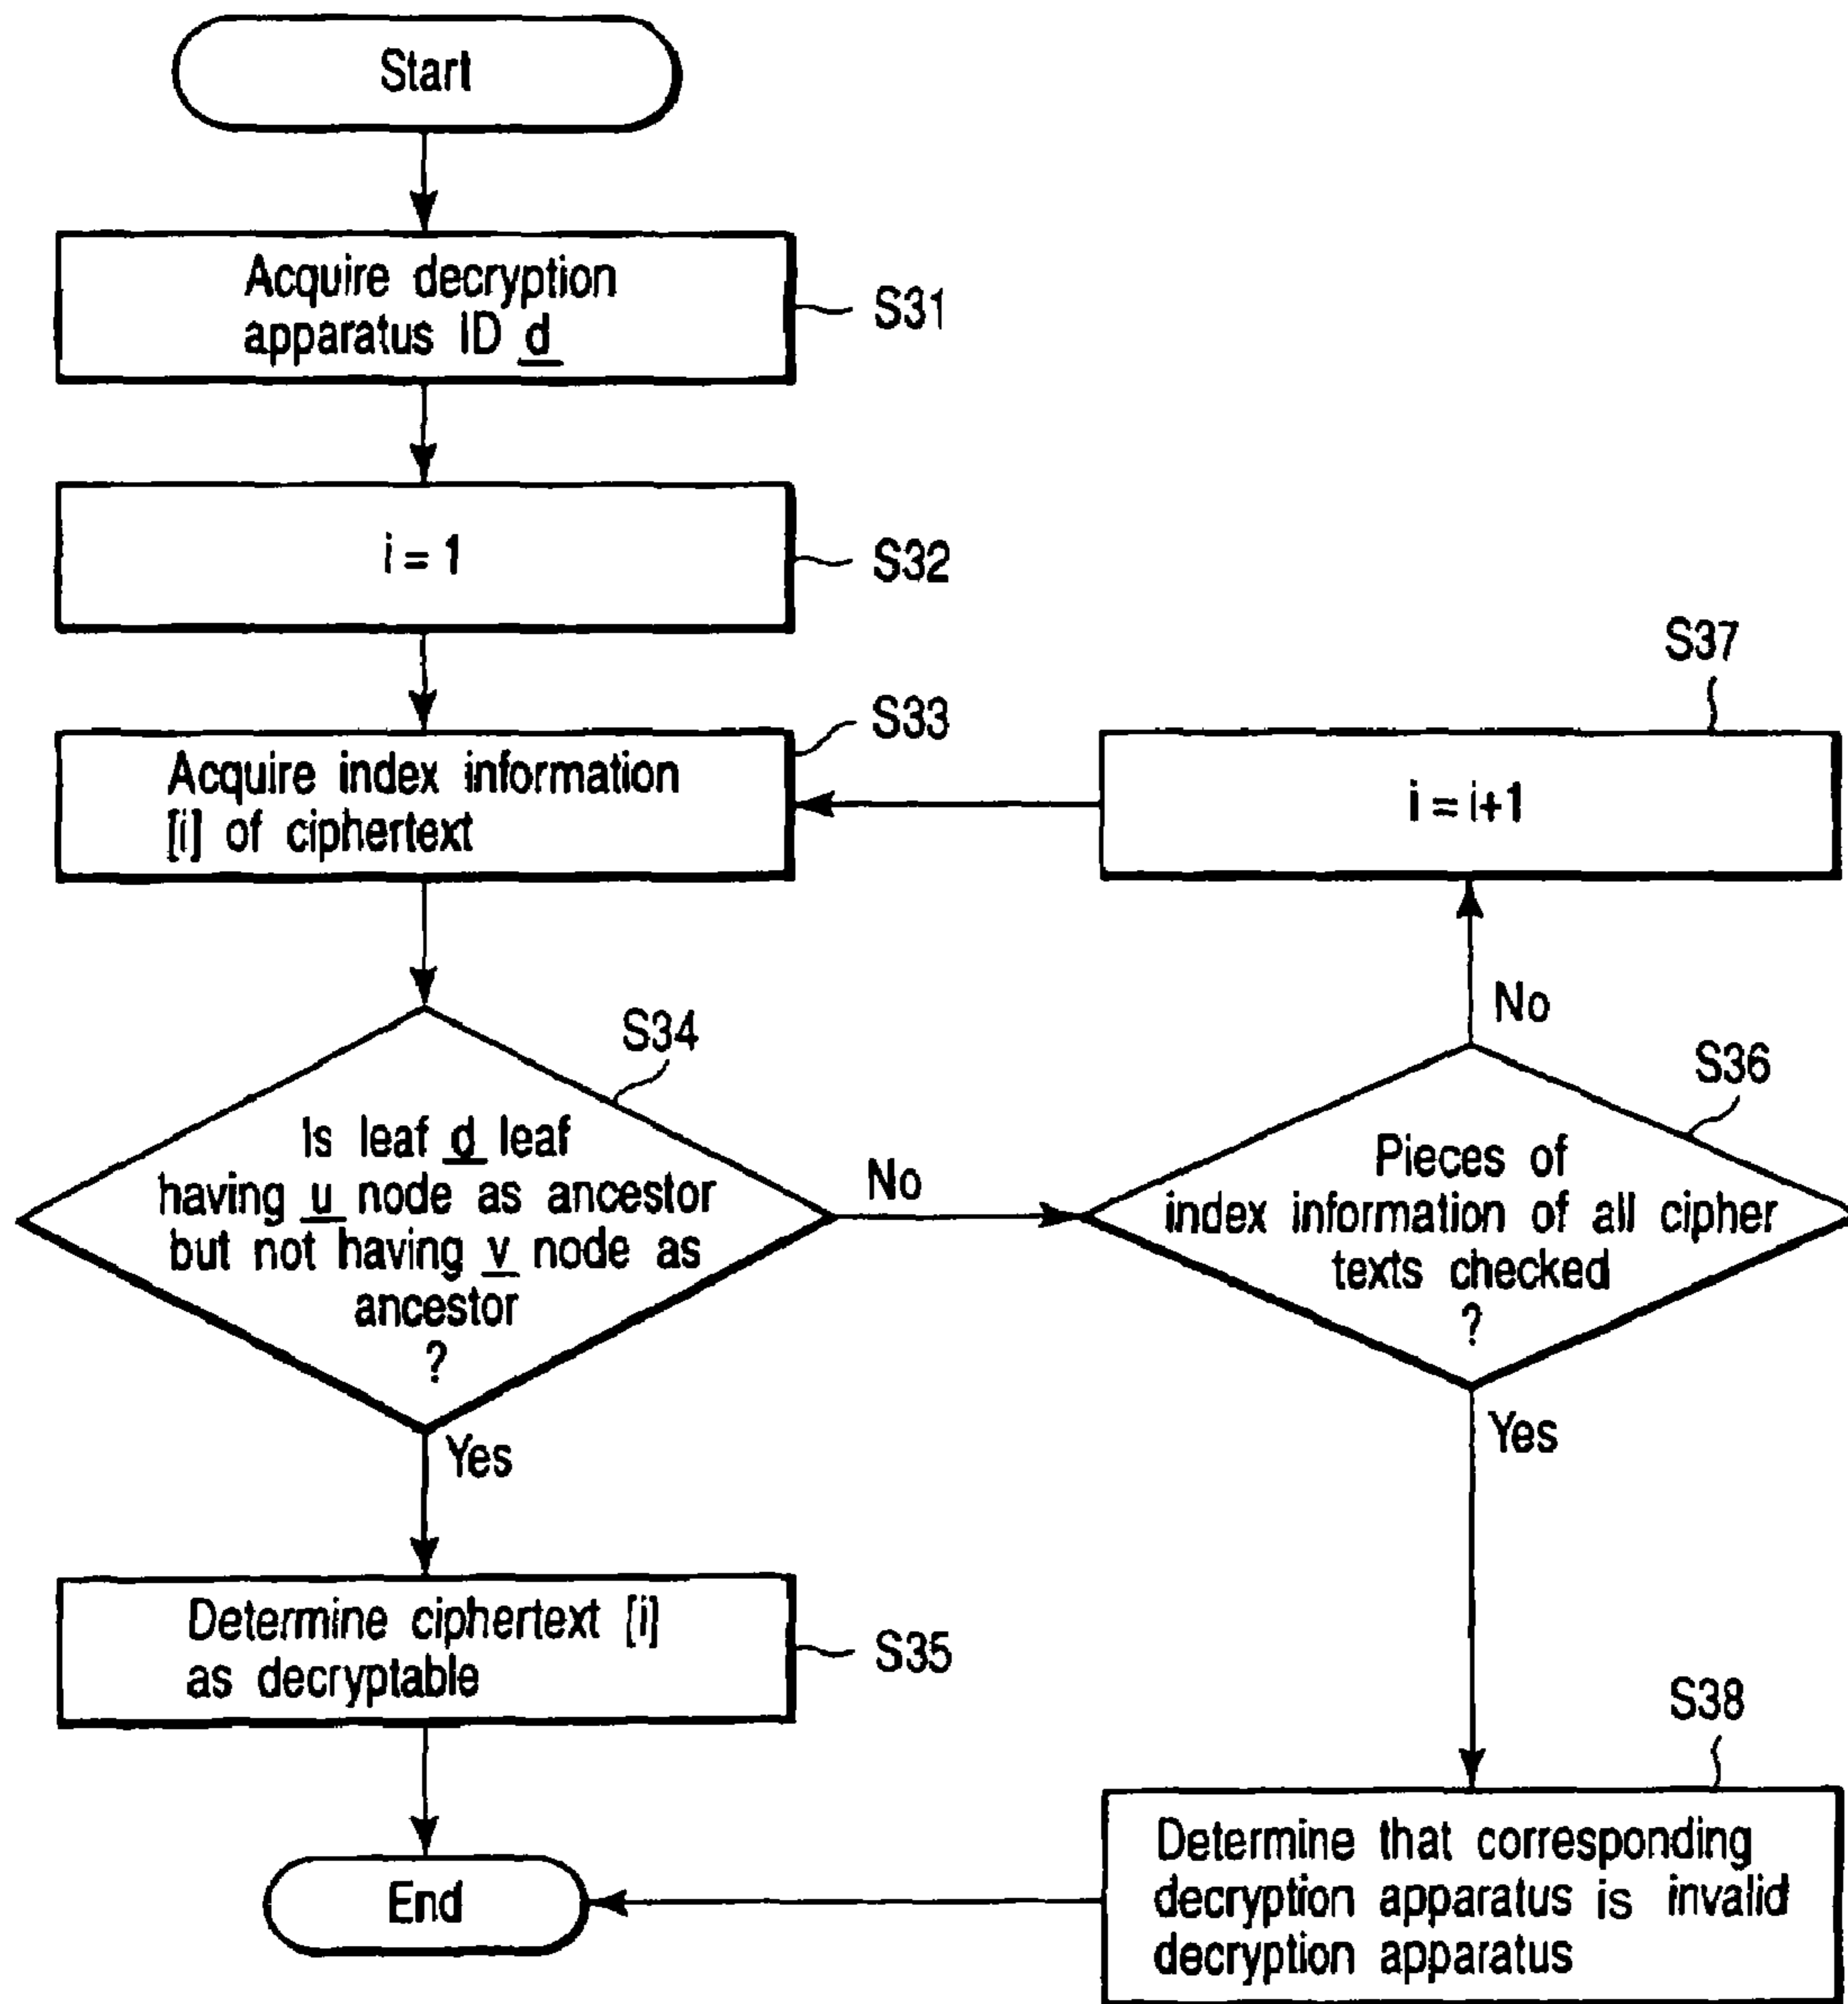 Start
Acquire decryption
apparatus ID d
S31
i = 1
S32
S37
S33
Acquire index information
[i] of ciphertext
i = i+1
No
S34
S36
Is leaf d leaf
having u node as ancestor
but not having v node as
ancestor
?
No
Pieces of
index information of all cipher
texts checked
?
Yes
Yes
Determine ciphertext [i]
as decryptable
S35
S38
Determine that corresponding
decryption apparatus is invalid
decryption apparatus
End